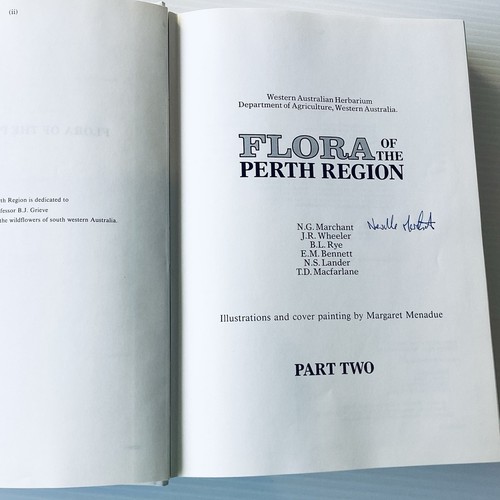 (ii)
th Region is dedicated to
fessor B.J. Grieve
the wildflowers of south western Australia.
Western Australian Herbarium
Department of Agriculture, Western Australia.
FLORA OF THE
PERTH REGION
N.G. Marchant
J.R. Wheeler
B.L. Rye
E.M. Bennett
N.S. Lander
T.D. Macfarlane
Neville Marchant
Illustrations and cover painting by Margaret Menadue
PART TWO